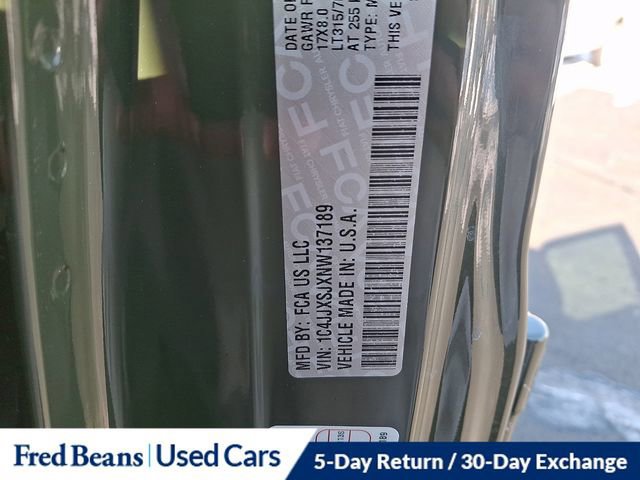 DATE OF
GAWR F
17X8.0
LT315/7
AT 255
TYPE: M
THIS VE
MFD BY: FCA US LLC
VIN: 1C4JJXSJXNW137189
VEHICLE MADE IN: U.S.A.
Fred Beans | Used Cars
5-Day Return / 30-Day Exchange